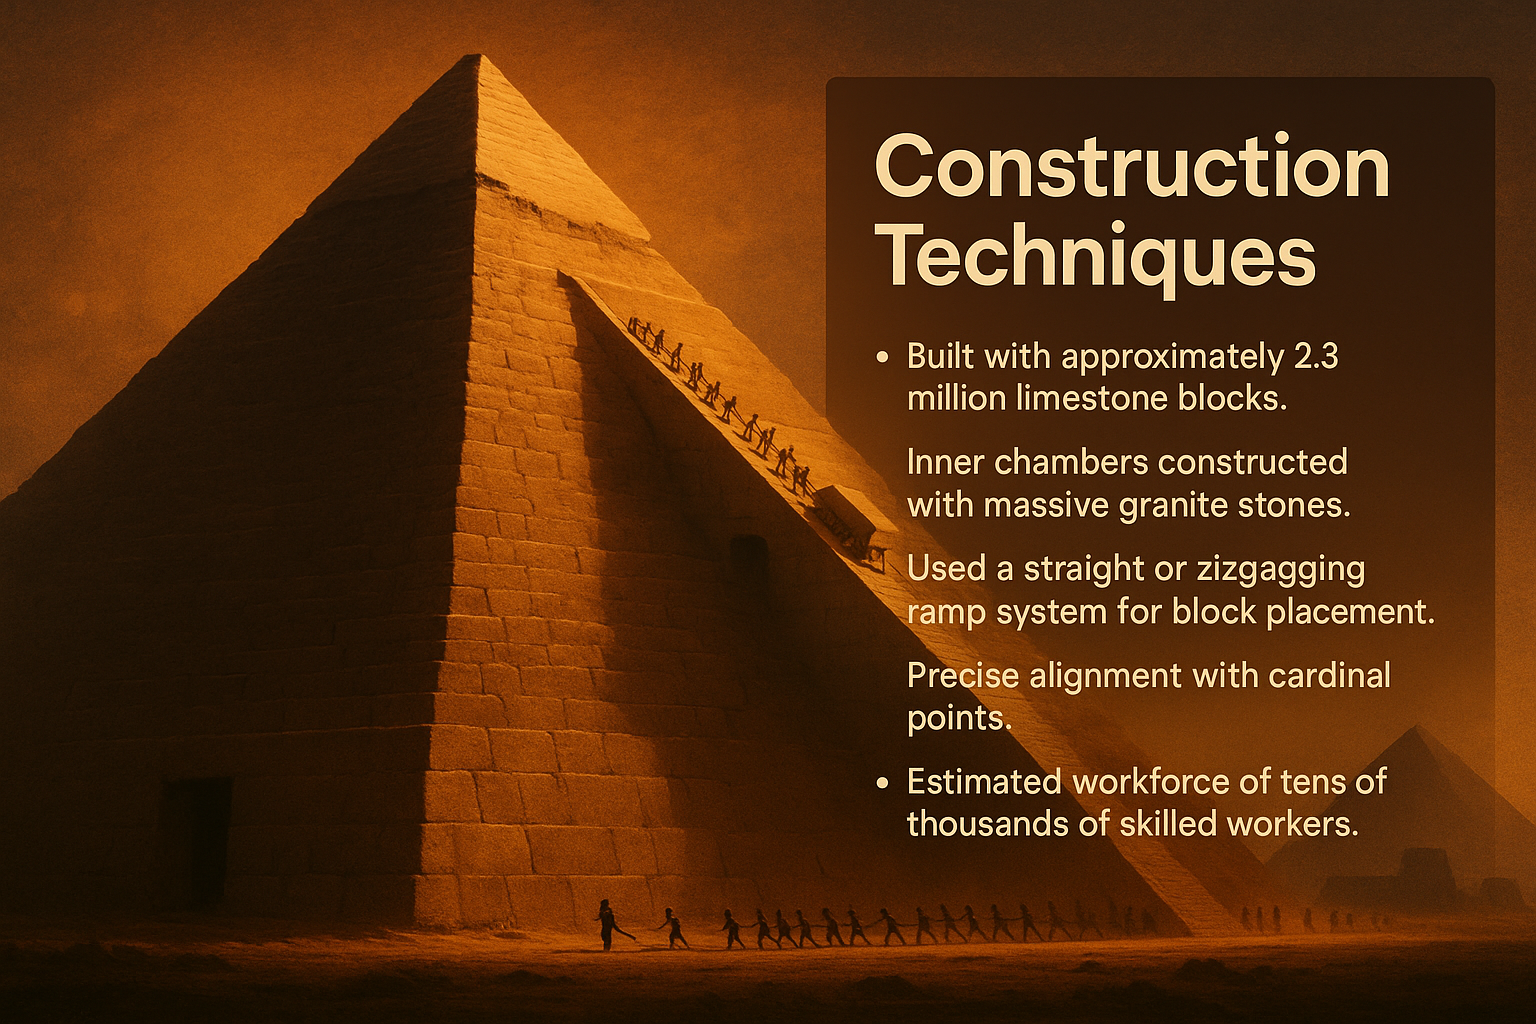 Construction
Techniques
• Built with approximately 2.3
million limestone blocks.
Inner chambers constructed
with massive granite stones.
Used a straight or zizgagging
ramp system for block placement.
Precise alignment with cardinal
points.
• Estimated workforce of tens of
thousands of skilled workers.